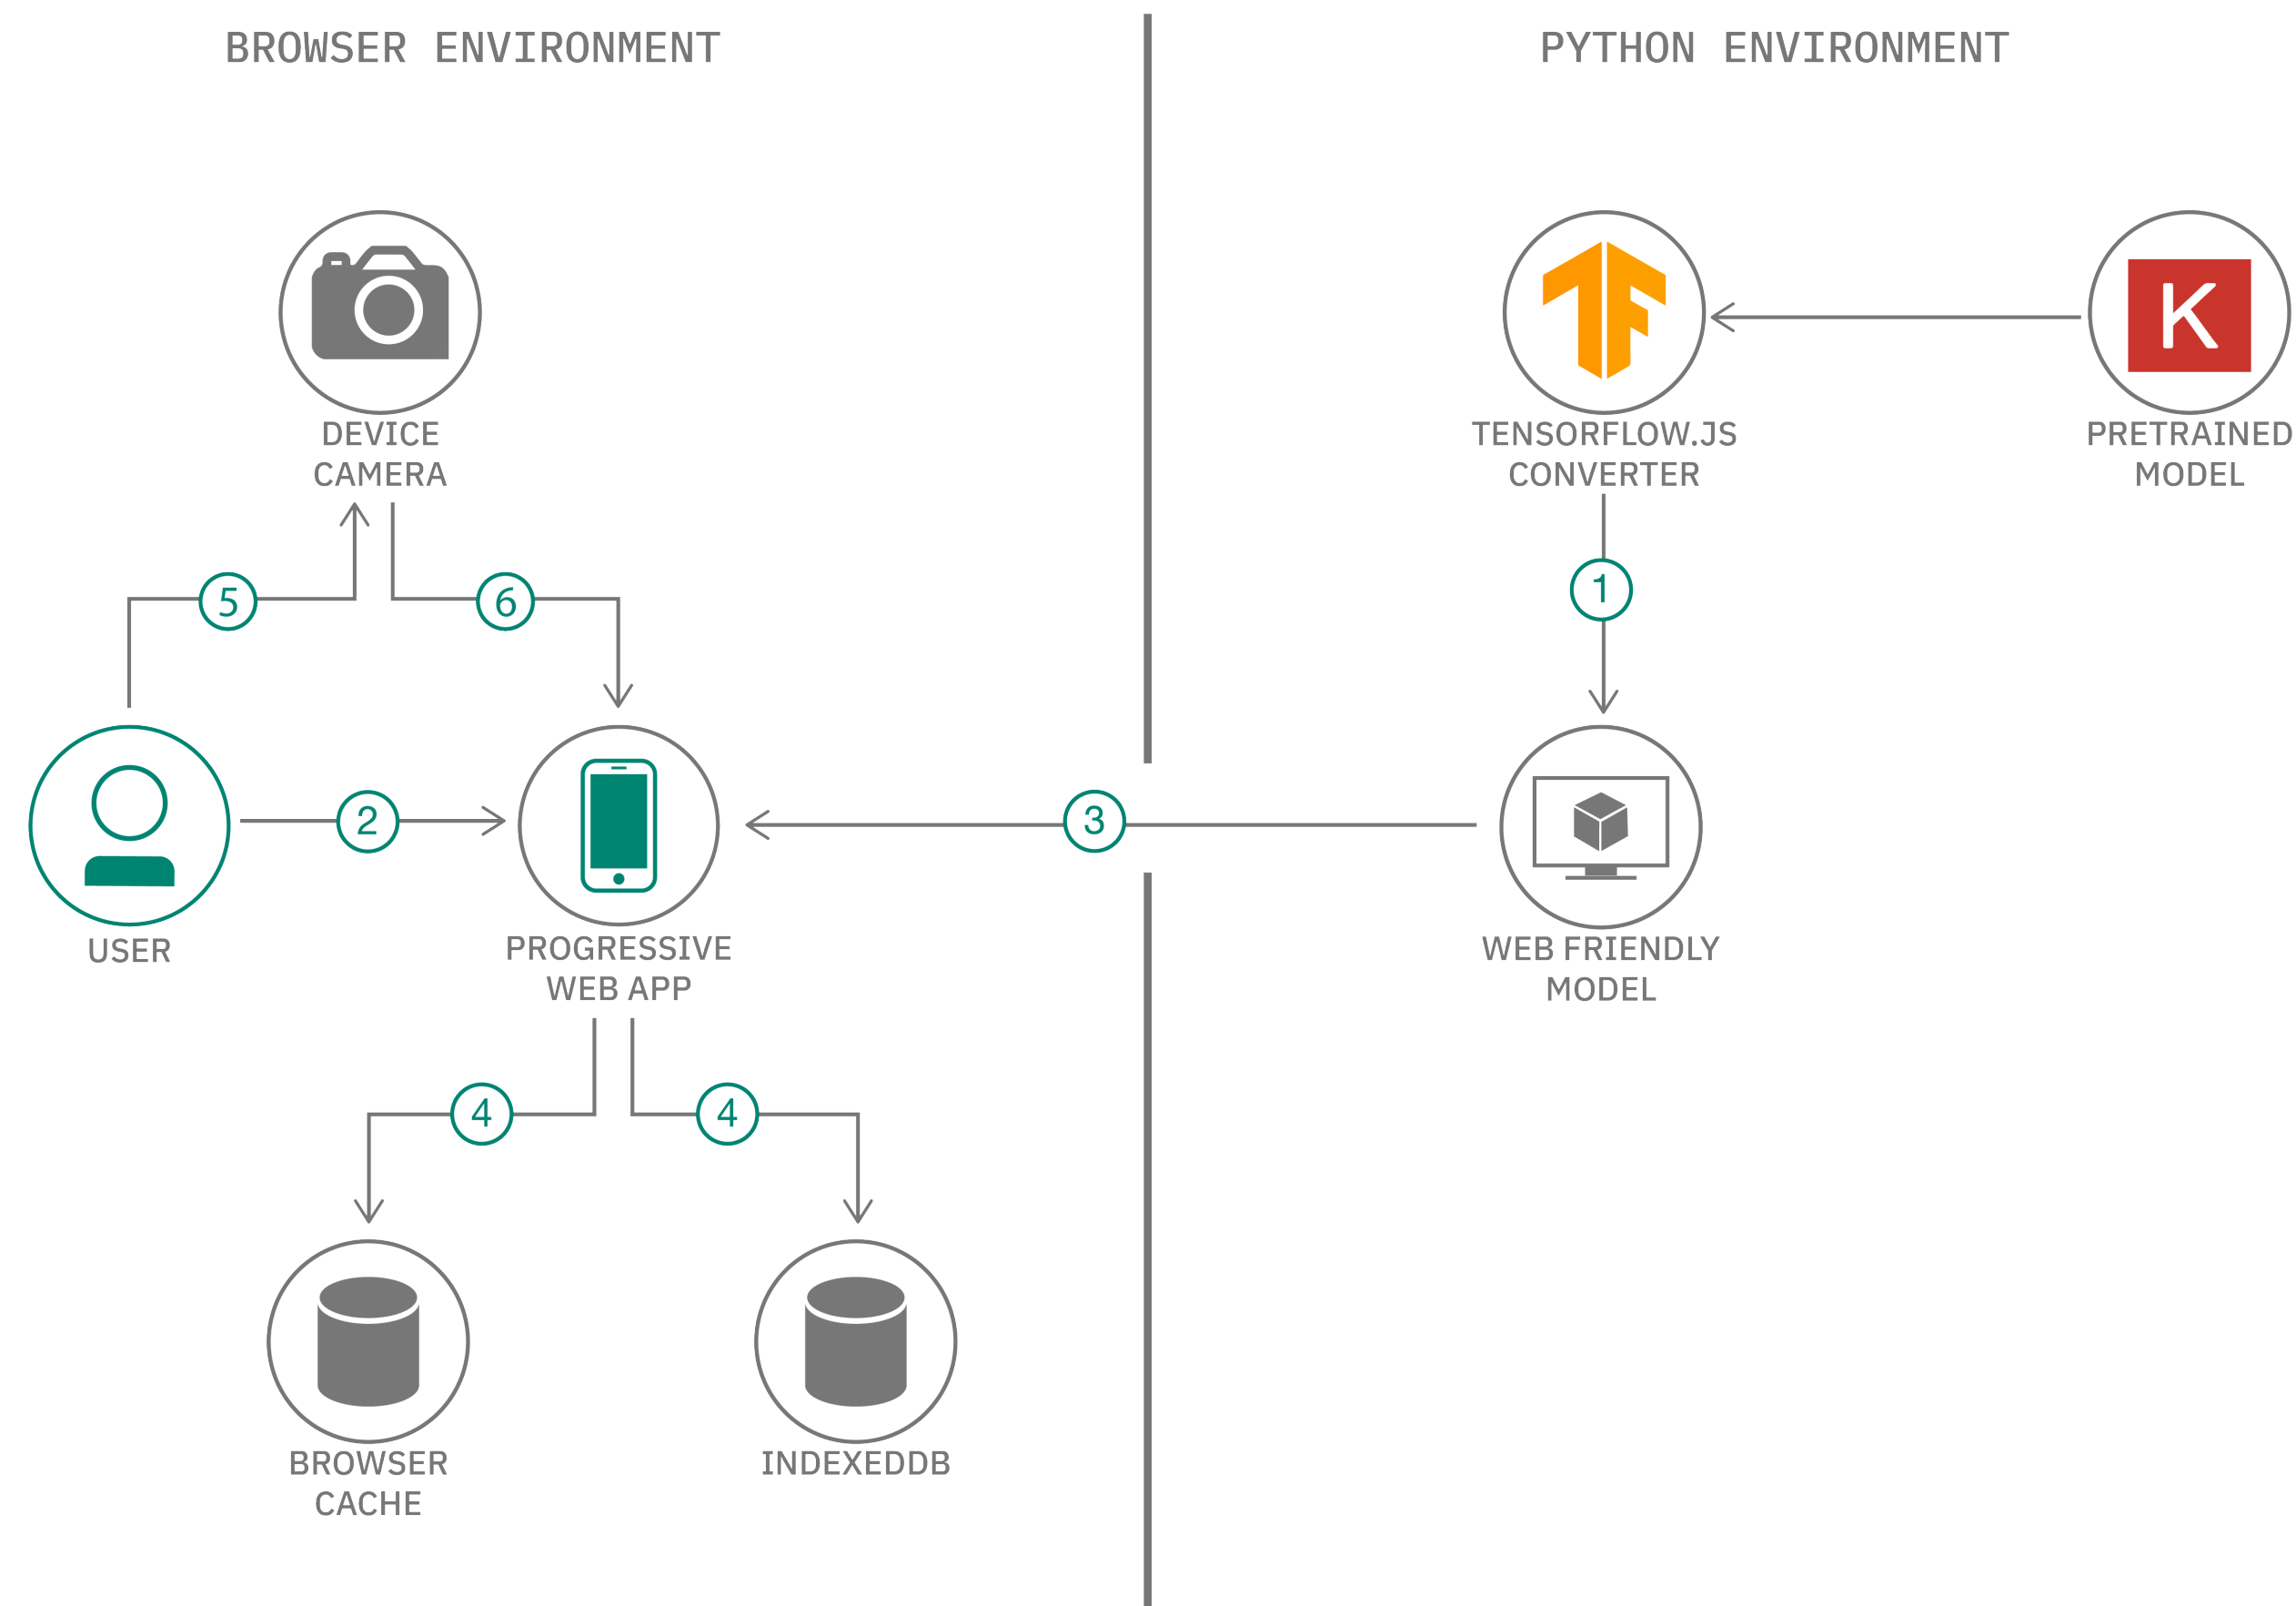 BROWSER ENVIRONMENT
PYTHON ENVIRONMENT
K
DEVICE
CAMERA
TENSORFLOW.JS
CONVERTER
PRETRAINED
MODEL
5
6
1
2
3
USER
PROGRESSIVE
WEB APP
WEB FRIENDLY
MODEL
4
4
BROWSER
CACHE
INDEXEDDB